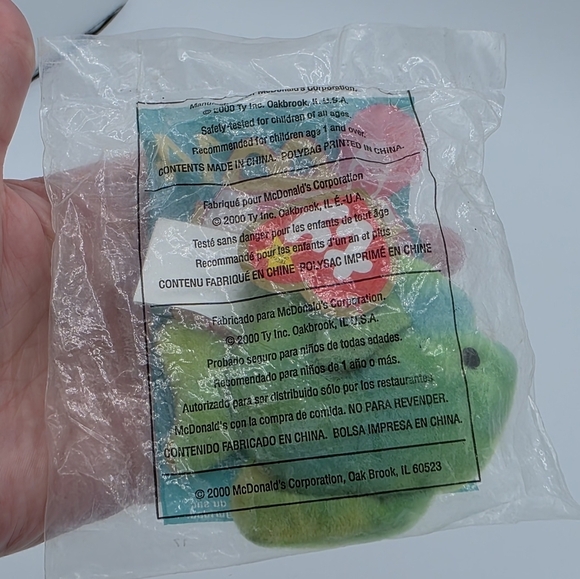 McDonald's Corporation.
© 2000 Ty Inc. Oakbrook, IL U.S.A.
Safety-tested for children of all ages.
Recommended for children age 1 and over.
CONTENTS MADE IN CHINA. POLYBAG PRINTED IN CHINA.
Fabriqué pour McDonald's Corporation
© 2000 Ty Inc. Oakbrook, IL É.-U.A.
Testé sans danger pour les enfants de tout âge
Recommandé pour les enfants d'un an et plus
CONTENU FABRIQUÉ EN CHINE POLYSAC IMPRIMÉ EN CHINE
Fabricado para McDonald's Corporation.
© 2000 Ty Inc. Oakbrook, IL U.S.A.
Probado seguro para niños de todas edades.
Recomendado para niños de 1 año o más.
Autorizado para ser distribuido sólo por los restaurantes
McDonald's con la compra de comida. NO PARA REVENDER.
CONTENIDO FABRICADO EN CHINA. BOLSA IMPRESA EN CHINA.
© 2000 McDonald's Corporation, Oak Brook, IL 60523